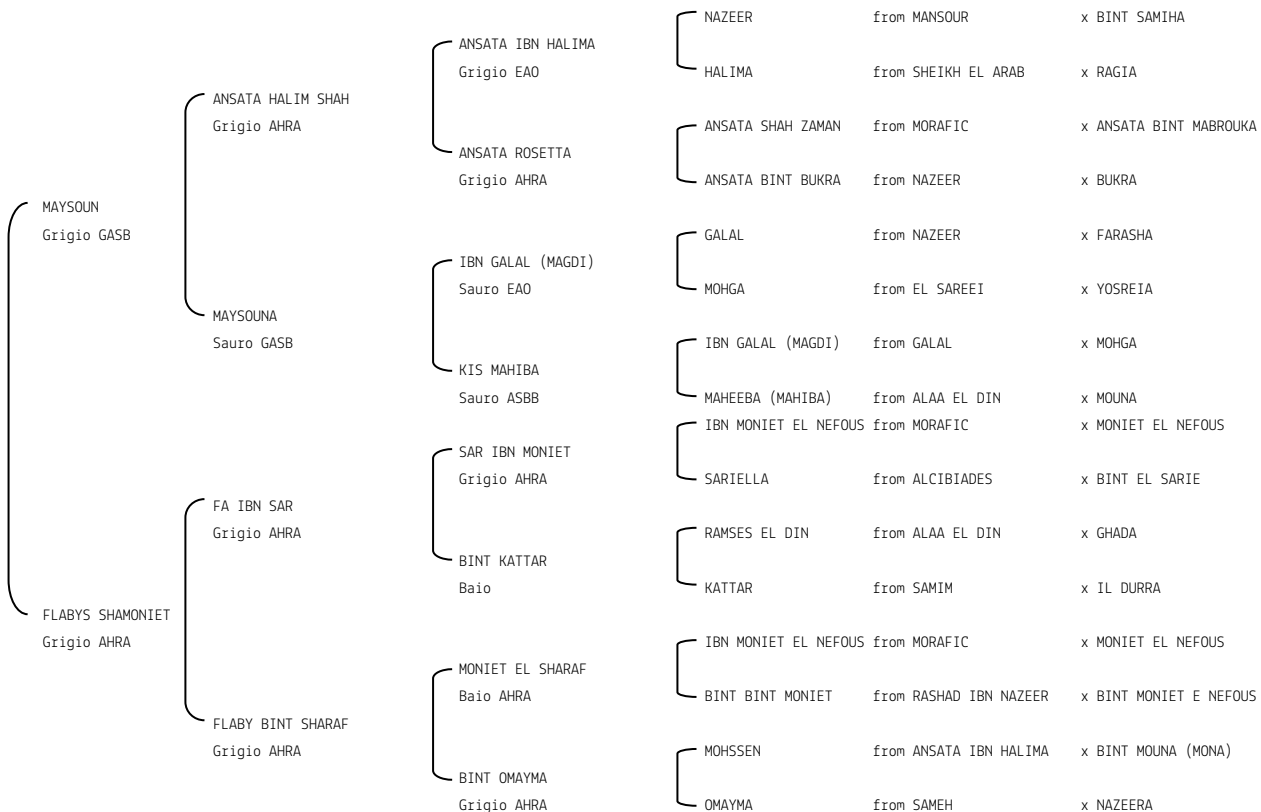 NAZEER from MANSOUR x BINT SAMIHA
ANSATA IBN HALIMA
Grigio EAO HALIMA from SHEIKH EL ARAB x RAGIA
ANSATA HALIM SHAH
Grigio AHRA ANSATA SHAH ZAMAN from MORAFIC x ANSATA BINT MABROUKA
ANSATA ROSETTA
Grigio AHRA ANSATA BINT BUKRA from NAZEER x BUKRA
MAYSOUN
Grigio GASB GALAL from NAZEER x FARASHA
IBN GALAL (MAGDI)
Sauro EAO MOHGA from EL SAREEI x YOSREIA
MAYSOUNA
Sauro GASB IBN GALAL (MAGDI) from GALAL x MOHGA
KIS MAHIBA
Sauro ASBB MAHEEBA (MAHIBA) from ALAA EL DIN x MOUNA
IBN MONIET EL NEFOUS from MORAFIC x MONIET EL NEFOUS
SAR IBN MONIET
Grigio AHRA SARIELLA from ALCIBIADES x BINT EL SARIE
FA IBN SAR
Grigio AHRA RAMSES EL DIN from ALAA EL DIN x GHADA
BINT KATTAR
Baio KATTAR from SAMIM x IL DURRA
FLABYS SHAMONIET
Grigio AHRA IBN MONIET EL NEFOUS from MORAFIC x MONIET EL NEFOUS
MONIET EL SHARAF
Baio AHRA BINT BINT MONIET from RASHAD IBN NAZEER x BINT MONIET E NEFOUS
FLABY BINT SHARAF
Grigio AHRA MOHSSEN from ANSATA IBN HALIMA x BINT MOUNA (MONA)
BINT OMAYMA
Grigio AHRA OMAYMA from SAMEH x NAZEERA